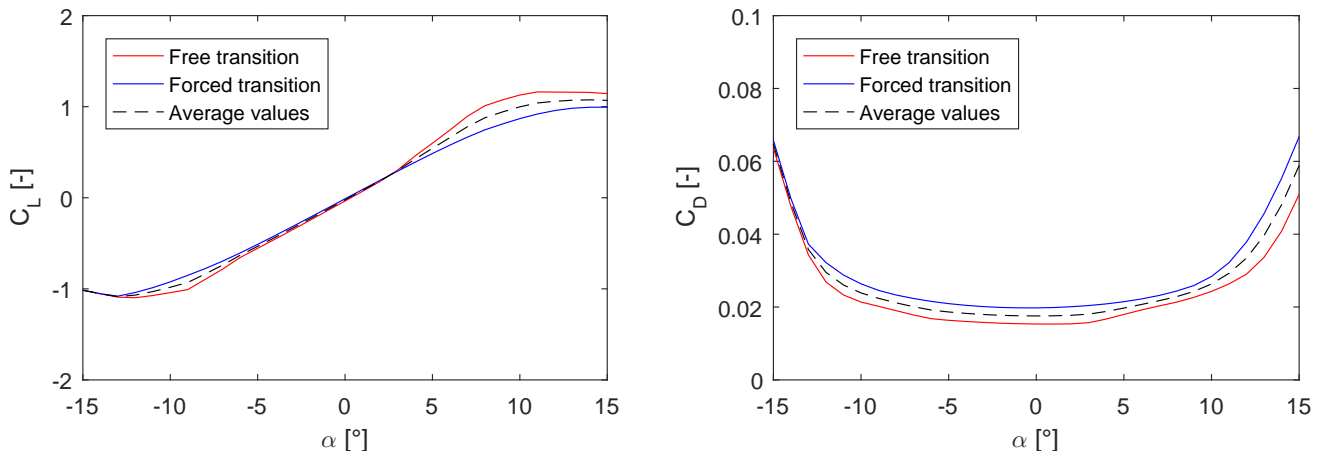 2
1
0
-1
-2
C_L [-]
Free transition
Forced transition
Average values
-15
-10
-5
0
5
10
15
α [°]
0.1
0.08
0.06
0.04
0.02
0
C_D [-]
Free transition
Forced transition
Average values
-15
-10
-5
0
5
10
15
α [°]